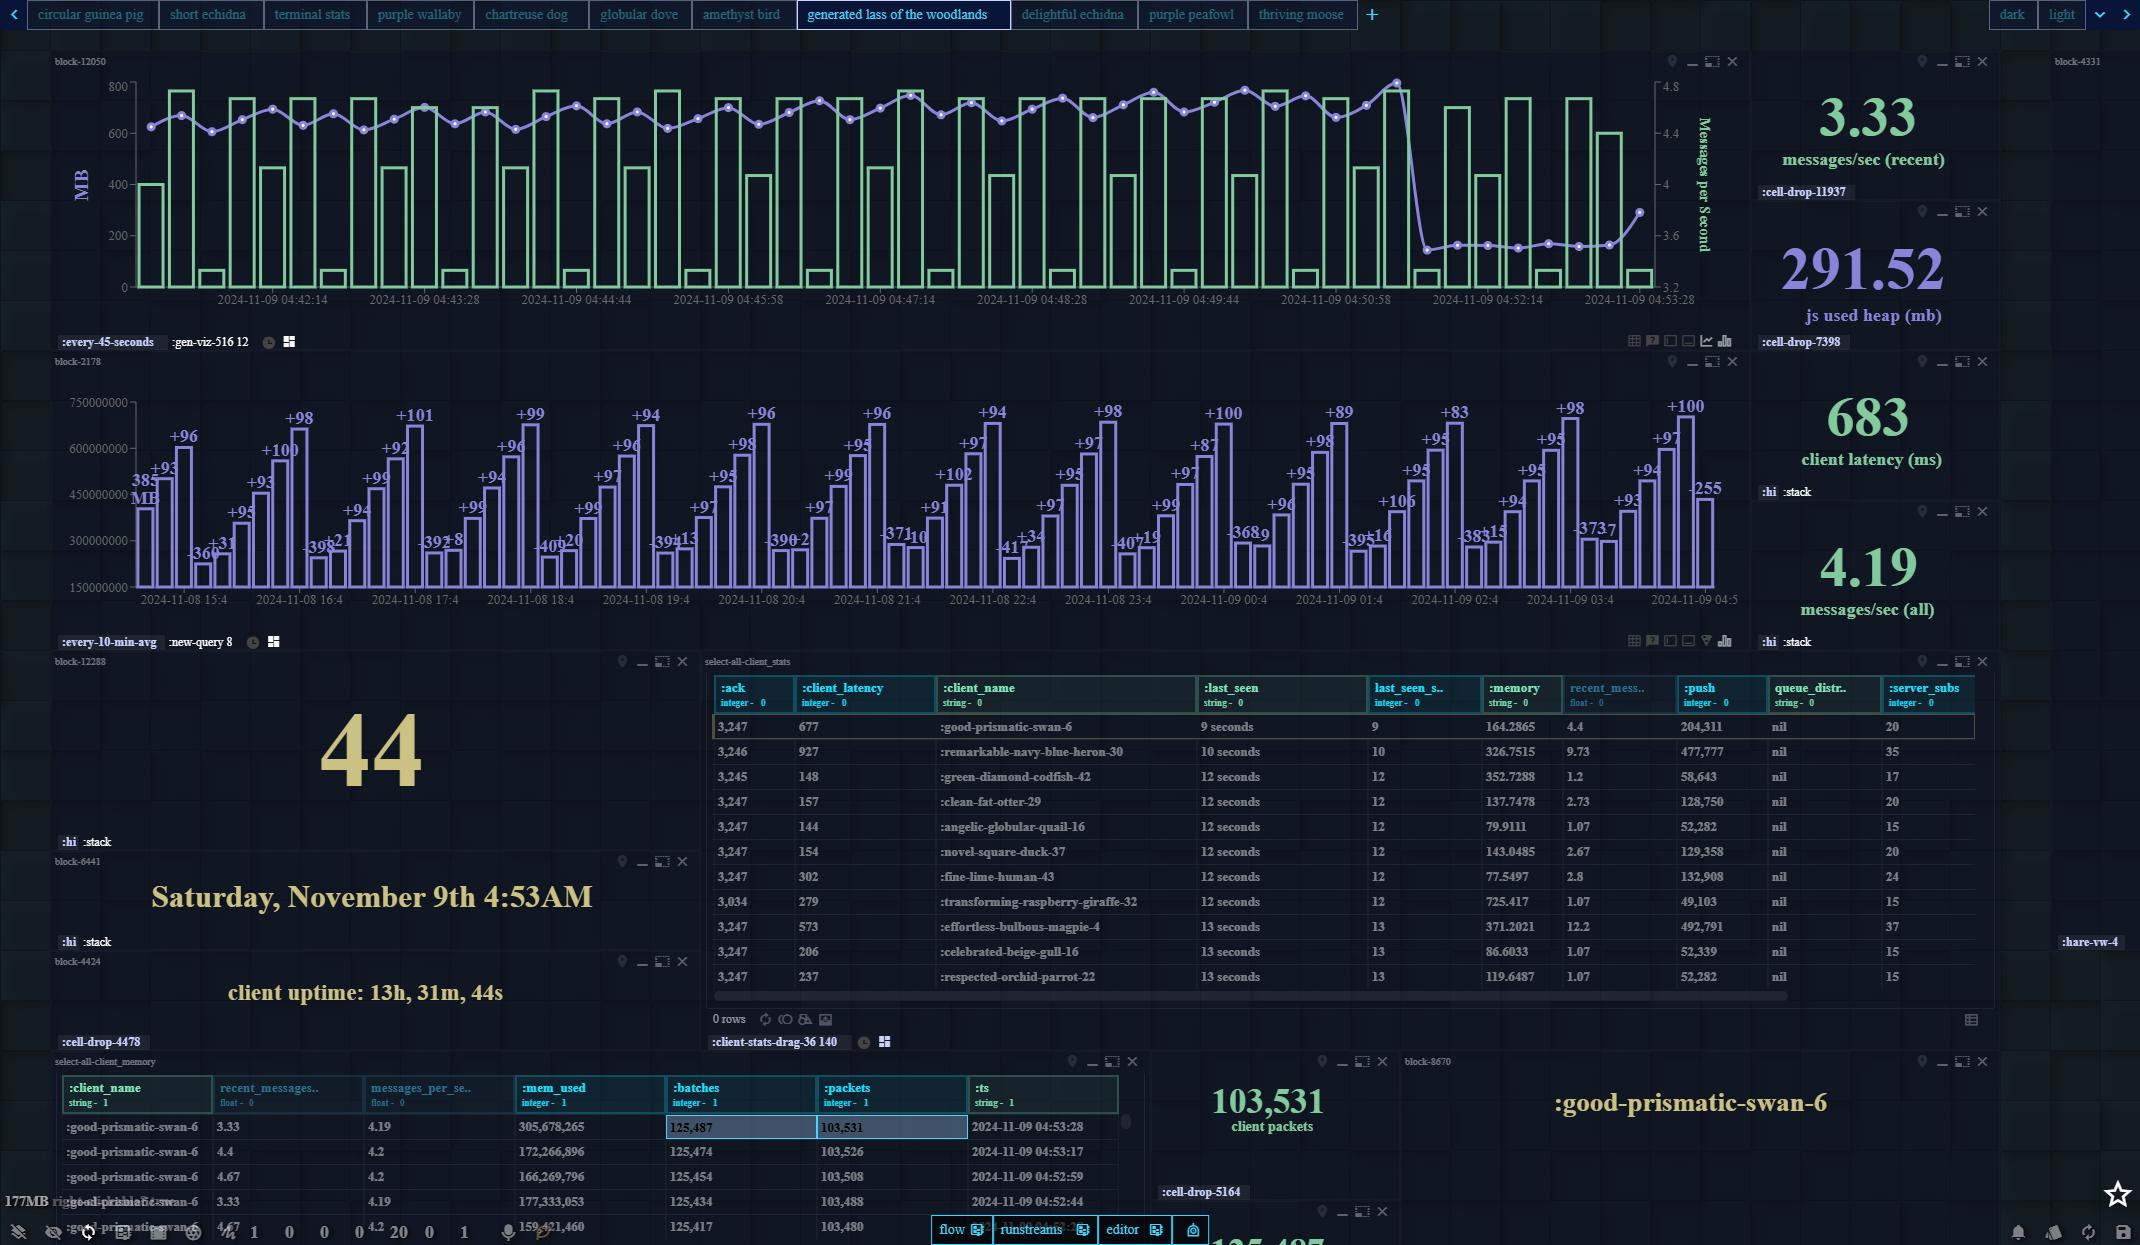 circular guinea pig
short echidna
terminal stats
purple wallaby
chartreuse dog
globular dove
amethyst bird
generated lass of the woodlands
delightful echidna
purple peafowl
thriving moose
+
dark
light
block-12050
800
600
400
200
0
MB
4.8
4.4
4
3.6
3.2
Messages per Second
2024-11-09 04:42:14
2024-11-09 04:43:28
2024-11-09 04:44:44
2024-11-09 04:45:58
2024-11-09 04:47:14
2024-11-09 04:48:28
2024-11-09 04:49:44
2024-11-09 04:50:58
2024-11-09 04:52:14
2024-11-09 04:53:28
:every-45-seconds :gen-viz-516 12
3.33
messages/sec (recent)
:cell-drop-11937
291.52
js used heap (mb)
:cell-drop-7398
683
client latency (ms)
:hi :stack
4.19
messages/sec (all)
:hi :stack
block-4331
:hare-vw-4
block-2178
750000000
600000000
450000000
300000000
150000000
385 MB
+93 +96 +31 +95 +93 +100 +98
+21 +94 +99 +92 +101
+8 +99 +94 +96 +99
+20 +99 +97 +96 +94
+13 +97 +95 +98 +96
-390 +2 +97 +99 +95 +96
-371 -10 +91 +102 +97 +94
+34 +97 +95 +97 +98
+19 +99 +97 +87 +100
-368 +96 +95 +98 +89
+16 +106 +95 +95 +83
+15 +94 +95 +95 +98
-373 -7 +93 +94 +97 +100
-255
2024-11-08 15:4
2024-11-08 16:4
2024-11-08 17:4
2024-11-08 18:4
2024-11-08 19:4
2024-11-08 20:4
2024-11-08 21:4
2024-11-08 22:4
2024-11-08 23:4
2024-11-09 00:4
2024-11-09 01:4
2024-11-09 02:4
2024-11-09 03:4
2024-11-09 04:5
:every-10-min-avg :new-query 8
block-12288
44
:hi :stack
block-6441
Saturday, November 9th 4:53AM
:hi :stack
block-4424
client uptime: 13h, 31m, 44s
:cell-drop-4478
select-all-client_stats
:ack :client_latency :client_name :last_seen last_seen_s.. :memory recent_mess.. :push queue_distr.. :server_subs
integer - 0 integer - 0 string - 0 string - 0 integer - 0 string - 0 float - 0 integer - 0 string - 0 integer - 0
3,247 677 :good-prismatic-swan-6 9 seconds 9 164.2865 4.4 204,311 nil 20
3,246 927 :remarkable-navy-blue-heron-30 10 seconds 10 326.7515 9.73 477,777 nil 35
3,245 148 :green-diamond-codfish-42 12 seconds 12 352.7288 1.2 58,643 nil 17
3,247 157 :clean-fat-otter-29 12 seconds 12 137.7478 2.73 128,750 nil 20
3,247 144 :angelic-globular-quail-16 12 seconds 12 79.9111 1.07 52,282 nil 15
3,247 154 :novel-square-duck-37 12 seconds 12 143.0485 2.67 129,358 nil 20
3,247 302 :fine-lime-human-43 12 seconds 12 77.5497 2.8 132,908 nil 24
3,034 279 :transforming-raspberry-giraffe-32 12 seconds 12 725.417 1.07 49,103 nil 15
3,247 573 :effortless-bulbous-magpie-4 13 seconds 13 371.2021 12.2 492,791 nil 37
3,247 206 :celebrated-beige-gull-16 13 seconds 13 86.6033 1.07 52,339 nil 15
3,247 237 :respected-orchid-parrot-22 13 seconds 13 119.6487 1.07 52,282 nil 15
0 rows
:client-stats-drag-36 140
select-all-client_memory
:client_name recent_messages.. messages_per_se.. :mem_used :batches :packets :ts
string - 1 float - 0 float - 0 integer - 1 integer - 1 integer - 1 string - 1
:good-prismatic-swan-6 3.33 4.19 305,678,265 125,487 103,531 2024-11-09 04:53:28
:good-prismatic-swan-6 4.4 4.2 172,266,896 125,474 103,526 2024-11-09 04:53:17
:good-prismatic-swan-6 4.67 4.2 166,269,796 125,454 103,508 2024-11-09 04:52:59
:good-prismatic-swan-6 3.33 4.19 177,333,053 125,434 103,488 2024-11-09 04:52:44
4.67 4.2 159,421,460 125,417 103,480
177MB
1 0 0 0 20 0 1
103,531
client packets
:cell-drop-5164
125,487
block-8670
:good-prismatic-swan-6
flow
runstreams
editor